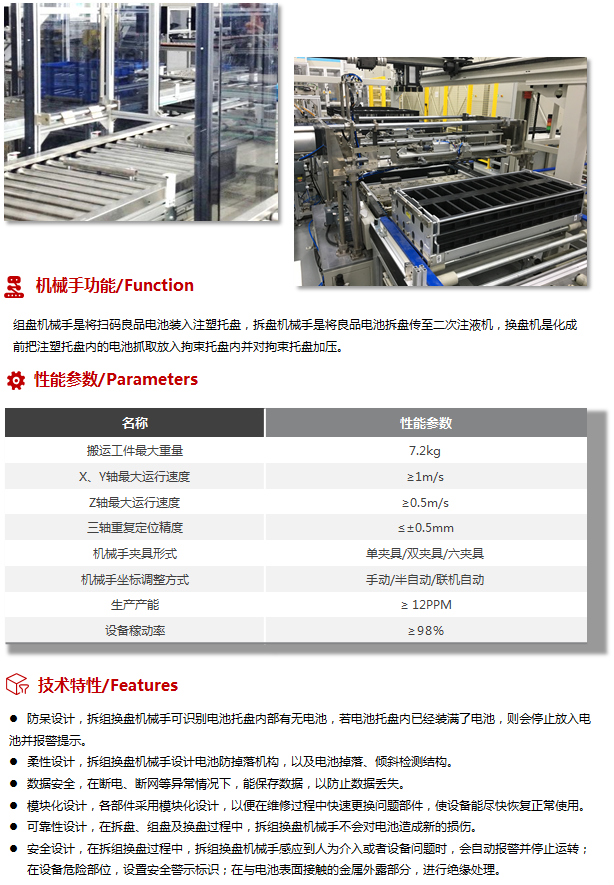 机械手功能/Function
组盘机械手是将扫码良品电池装入注塑托盘，拆盘机械手是将良品电池拆盘传至二次注液机，换盘机是化成
前把注塑托盘内的电池抓取放入拘束托盘内并对拘束托盘加压。
性能参数/Parameters
名称 性能参数
搬运工件最大重量 7.2kg
X、Y轴最大运行速度 ≥1m/s
Z轴最大运行速度 ≥0.5m/s
三轴重复定位精度 ≤±0.5mm
机械手夹具形式 单夹具/双夹具/六夹具
机械手坐标调整方式 手动/半自动/联机自动
生产产能 ≥ 12PPM
设备稼动率 ≥98%
技术特性/Features
● 防呆设计，拆组换盘机械手可识别电池托盘内部有无电池，若电池托盘内已经装满了电池，则会停止放入电
池并报警提示。
● 柔性设计，拆组换盘机械手设计电池防掉落机构，以及电池掉落、倾斜检测结构。
● 数据安全，在断电、断网等异常情况下，能保存数据，以防止数据丢失。
● 模块化设计，各部件采用模块化设计，以便在维修过程中快速更换问题部件，使设备能尽快恢复正常使用。
● 可靠性设计，在拆盘、组盘及换盘过程中，拆组换盘机械手不会对电池造成新的损伤。
● 安全设计，在拆组换盘过程中，拆组换盘机械手感应到人为介入或者设备问题时，会自动报警并停止运转；
在设备危险部位，设置安全警示标识；在与电池表面接触的金属外露部分，进行绝缘处理。